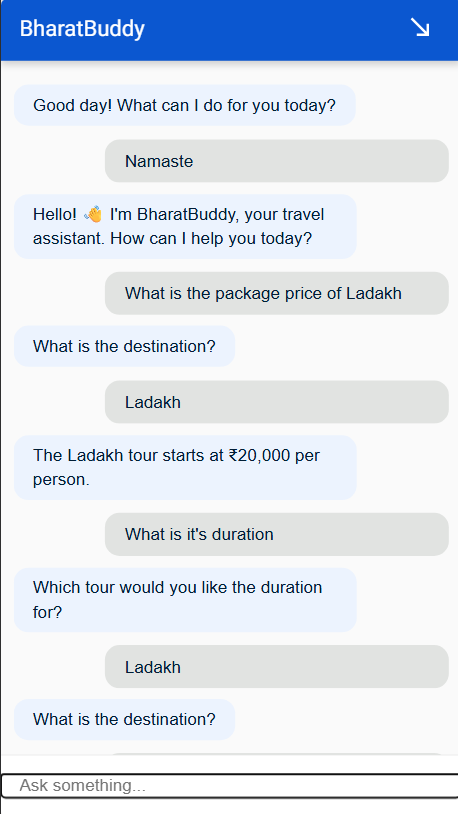 BharatBuddy
Good day! What can I do for you today?
Namaste
Hello! 👋 I'm BharatBuddy, your travel
assistant. How can I help you today?
What is the package price of Ladakh
What is the destination?
Ladakh
The Ladakh tour starts at ₹20,000 per
person.
What is it's duration
Which tour would you like the duration
for?
Ladakh
What is the destination?
Ask something...